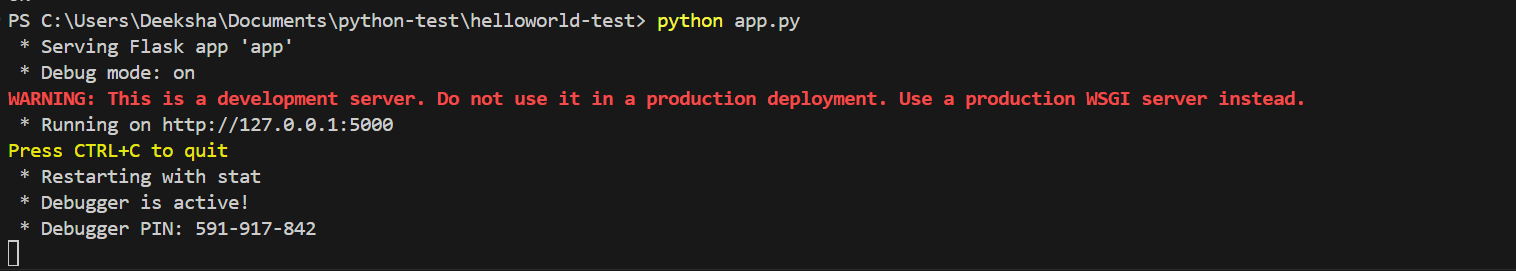 PS C:\Users\Deeksha\Documents\python-test\helloworld-test> python app.py
* Serving Flask app 'app'
* Debug mode: on
WARNING: This is a development server. Do not use it in a production deployment. Use a production WSGI server instead.
* Running on http://127.0.0.1:5000
Press CTRL+C to quit
* Restarting with stat
* Debugger is active!
* Debugger PIN: 591-917-842